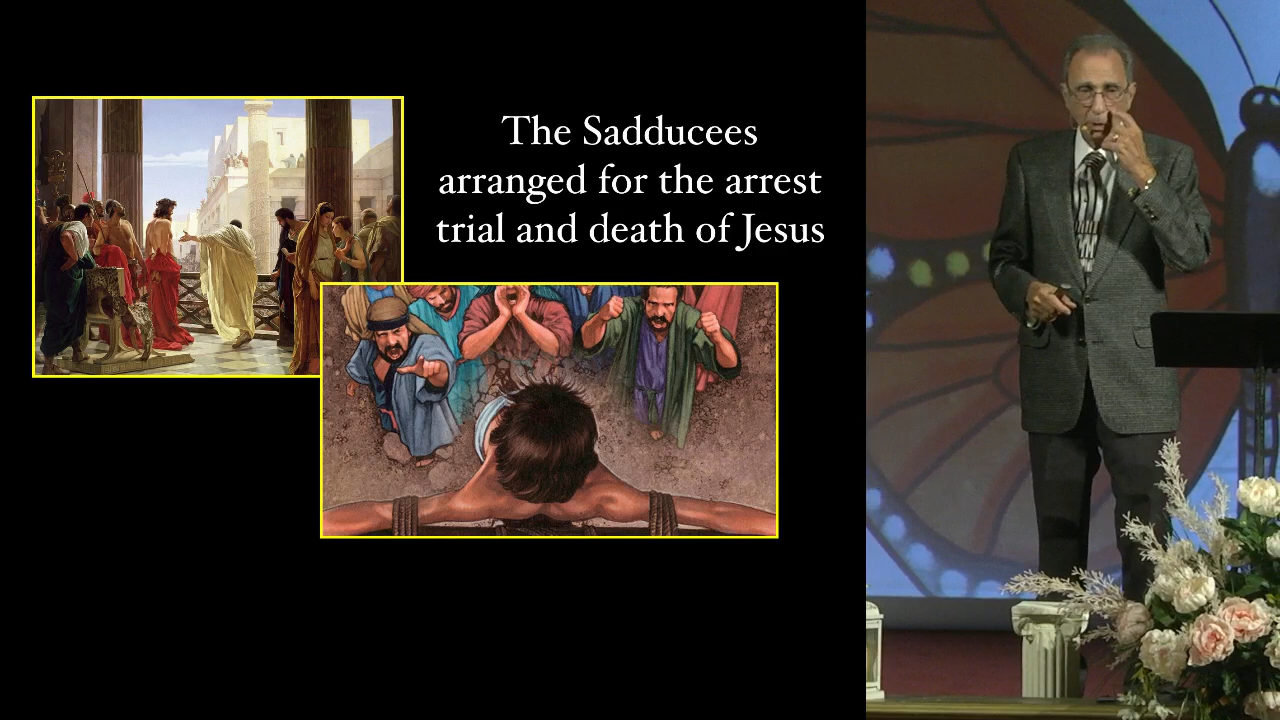 The Sadducees
arranged for the arrest
trial and death of Jesus